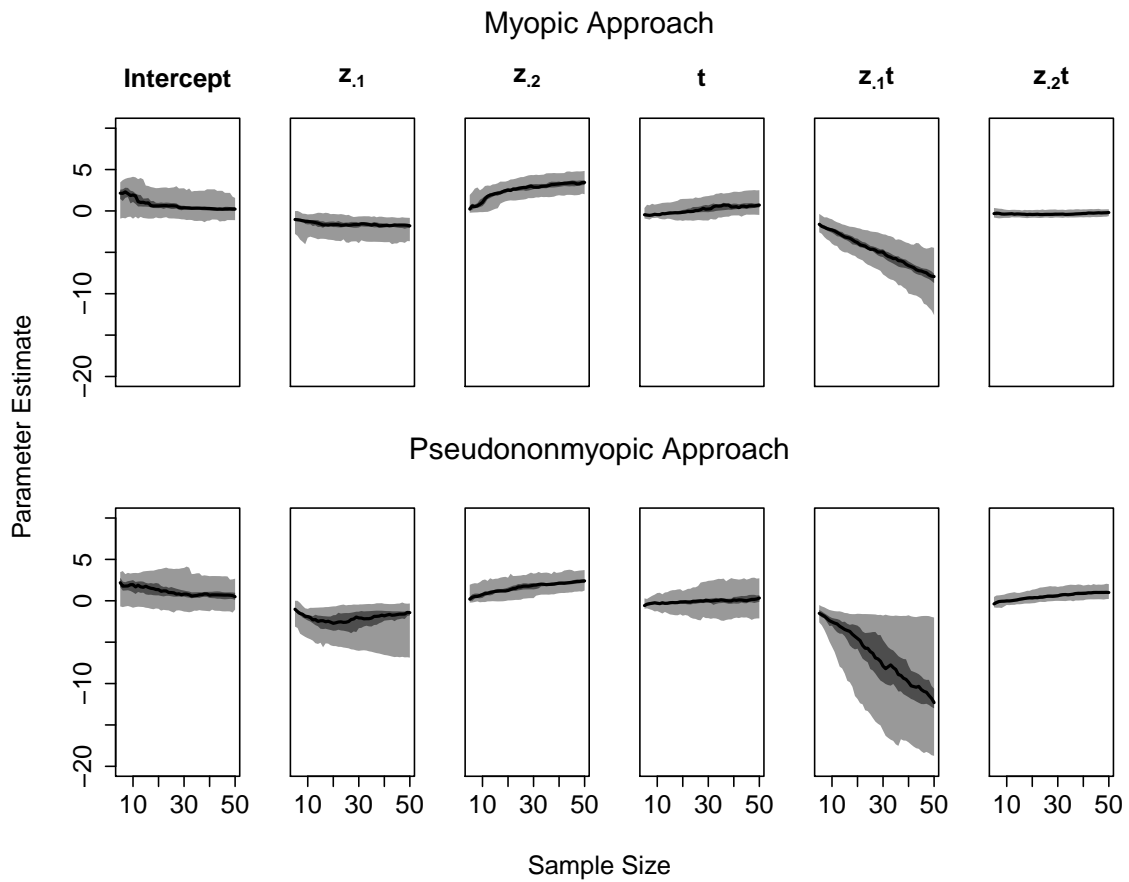 Myopic Approach
Intercept z.1 z.2 t z.1t z.2t
5
0
−10
−20
Parameter Estimate
Pseudononmyopic Approach
5
0
−10
−20
10 30 50 10 30 50 10 30 50 10 30 50 10 30 50 10 30 50
Sample Size